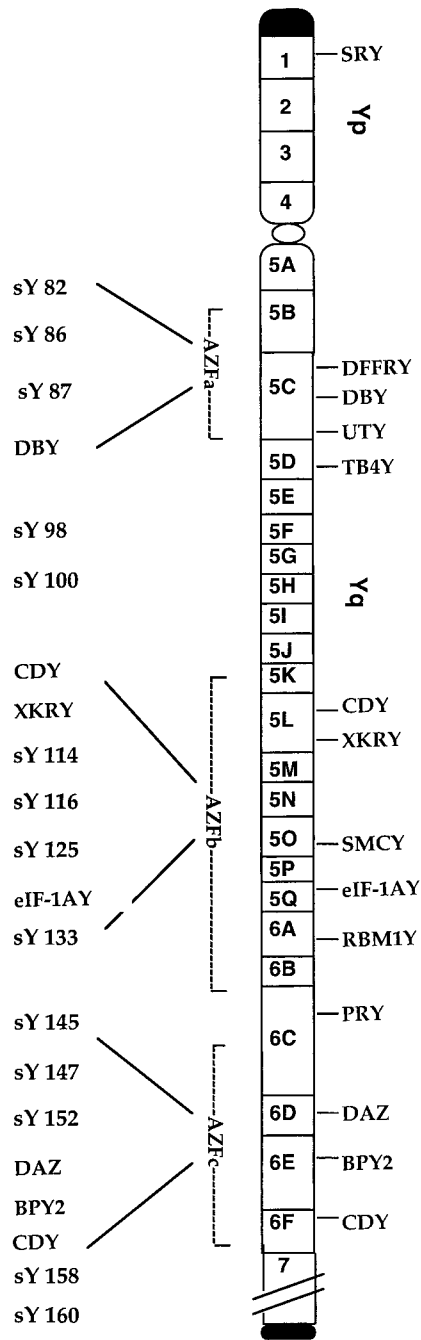 1
SRY
2
Yp
3
4
5A
sY 82
5B
sY 86
AZFa
DFFRY
sY 87
5C
DBY
UTY
DBY
5D
TB4Y
5E
sY 98
5F
5G
sY 100
5H
Yq
5I
5J
CDY
5K
XKRY
5L
CDY
XKRY
sY 114
5M
sY 116
5N
AZFb
sY 125
5O
SMCY
5P
eIF-1AY
5Q
eIF-1AY
sY 133
6A
RBM1Y
6B
sY 145
PRY
6C
sY 147
sY 152
6D
DAZ
AZFc
DAZ
6E
BPY2
BPY2
6F
CDY
CDY
sY 158
7
sY 160